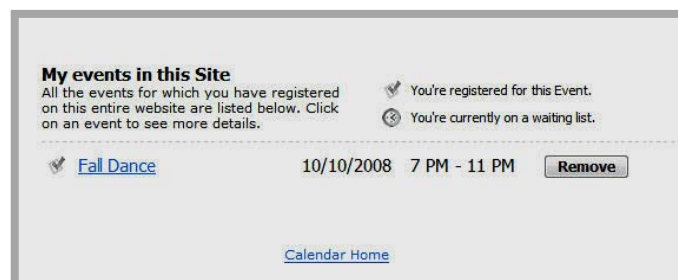 My events in this Site
All the events for which you have registered
on this entire website are listed below. Click
on an event to see more details.
You're registered for this Event.
You're currently on a waiting list.
Fall Dance 10/10/2008 7 PM - 11 PM Remove
Calendar Home